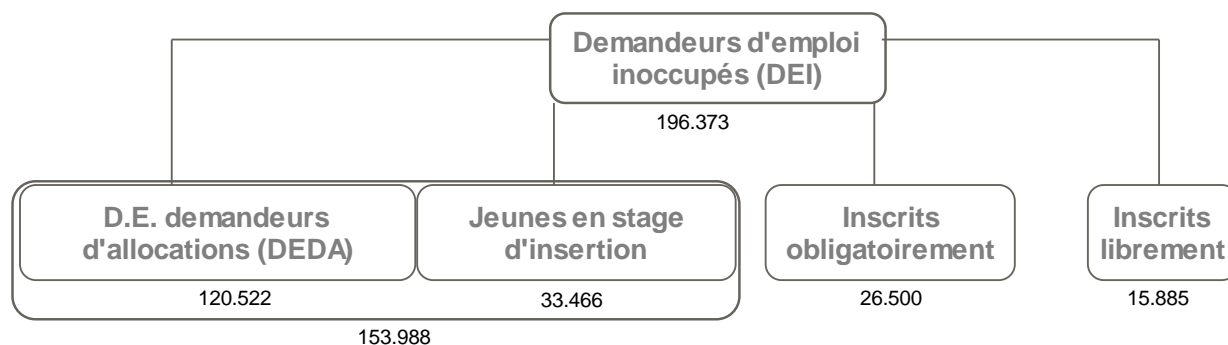 Demandeurs d'emploi
inoccupés (DEI)
196.373
D.E. demandeurs
d'allocations (DEDA)
Jeunes en stage
d'insertion
Inscrits
obligatoirement
Inscrits
librement
120.522
33.466
26.500
15.885
153.988